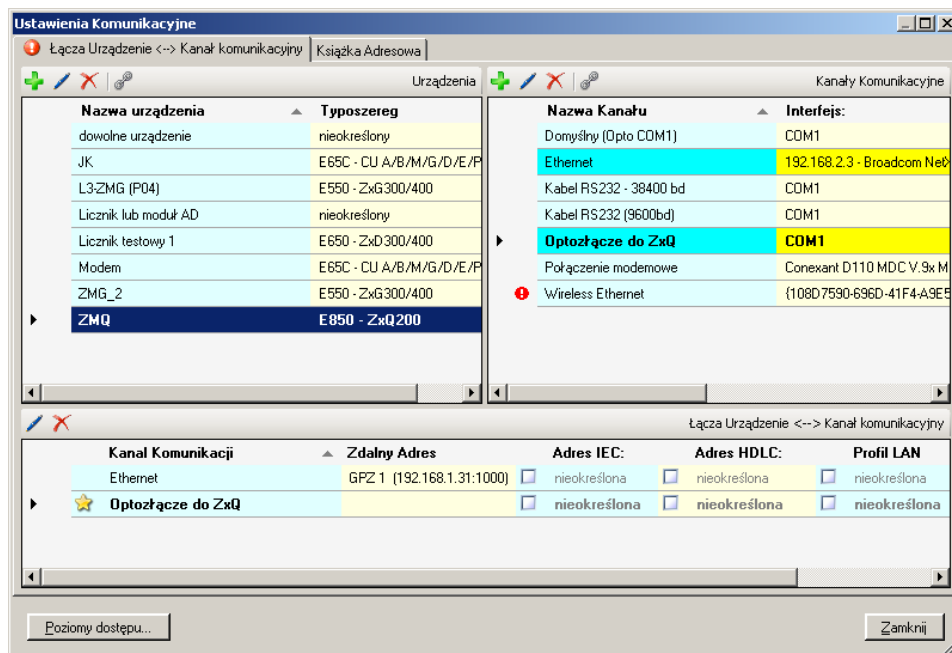 Ustawienia Komunikacyjne
Łącza Urządzenie <--> Kanał komunikacyjny
Książka Adresowa
Urządzenia
Nazwa urządzenia Typoszereg
dowolne urządzenie nieokreślony
JK E65C - CU A/B/M/G/D/E/P
L3-ZMG (P04) E550 - ZxG300/400
Licznik lub moduł AD nieokreślony
Licznik testowy 1 E650 - ZxD300/400
Modem E65C - CU A/B/M/G/D/E/P
ZMG_2 E550 - ZxG300/400
ZMQ E850 - ZxQ200
Kanały Komunikacyjne
Nazwa Kanału Interfejs:
Domyślny (Opto COM1) COM1
Ethernet 192.168.2.3 - Broadcom NetX
Kabel RS232 - 38400 bd COM1
Kabel RS232 (9600bd) COM1
Optozłącze do ZxQ COM1
Połączenie modemowe Conexant D110 MDC V.9x M
Wireless Ethernet {108D7590-696D-41F4-A9E5
Łącza Urządzenie <--> Kanał komunikacyjny
Kanał Komunikacji Zdalny Adres Adres IEC: Adres HDLC: Profil LAN
Ethernet GPZ 1 (192.168.1.31:1000) nieokreślona nieokreślona nieokreślona
Optozłącze do ZxQ nieokreślona nieokreślona nieokreślona
Poziomy dostępu...
Zamknij